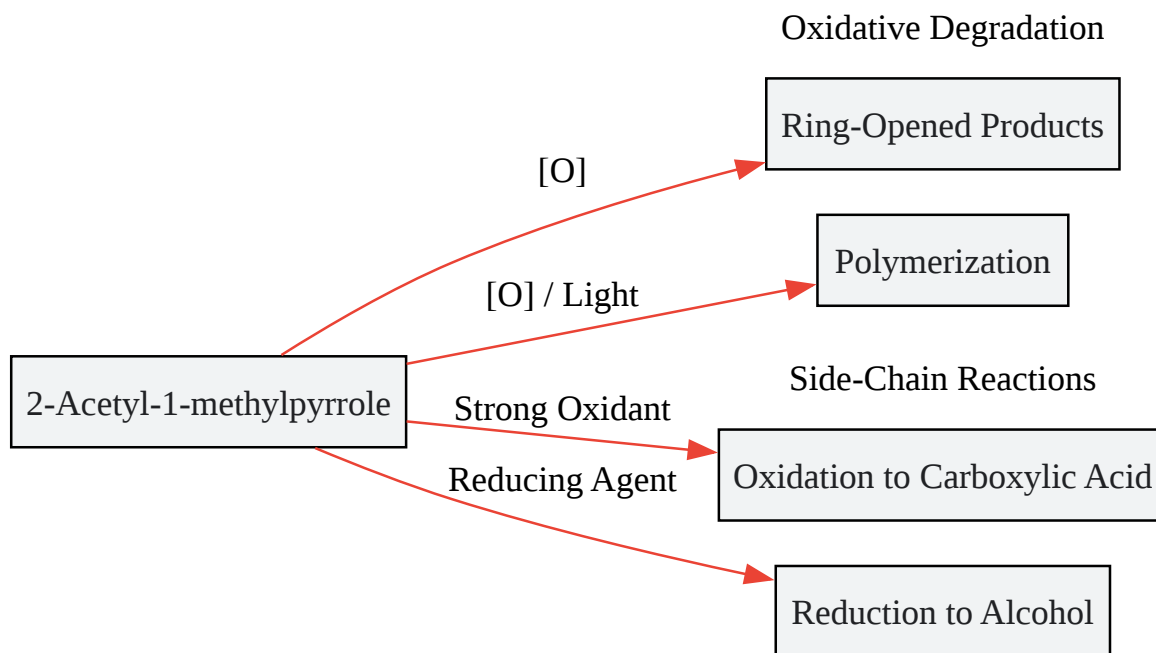 Oxidative Degradation
Ring-Opened Products
[O]
Polymerization
[O] / Light
Side-Chain Reactions
2-Acetyl-1-methylpyrrole
Strong Oxidant
Oxidation to Carboxylic Acid
Reducing Agent
Reduction to Alcohol